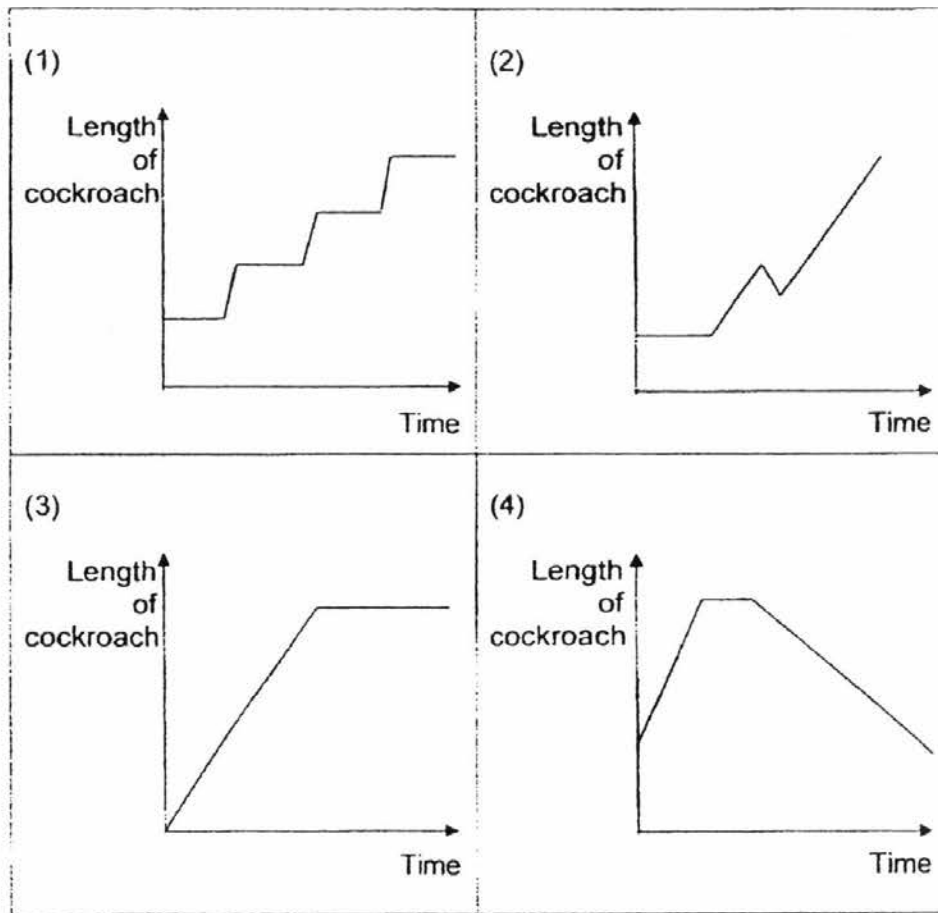 (1)
Length
of
cockroach
Time
(2)
Length
of
cockroach
Time
(3)
Length
of
cockroach
Time
(4)
Length
of
cockroach
Time